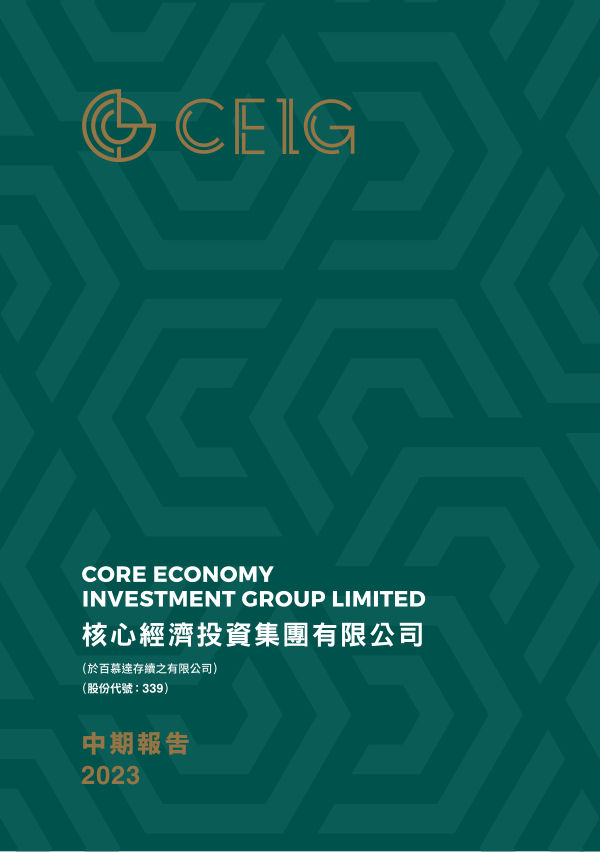 CEIG
CORE ECONOMY
INVESTMENT GROUP LIMITED
核心經濟投資集團有限公司
（於百慕達存續之有限公司）
（股份代號：339）
中期報告
2023